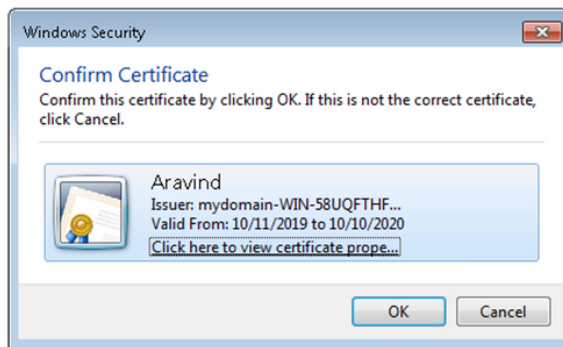 Windows Security
Confirm Certificate
Confirm this certificate by clicking OK. If this is not the correct certificate,
click Cancel.
Aravind
Issuer: mydomain-WIN-58UQFTHF...
Valid From: 10/11/2019 to 10/10/2020
Click here to view certificate prope...
OK
Cancel